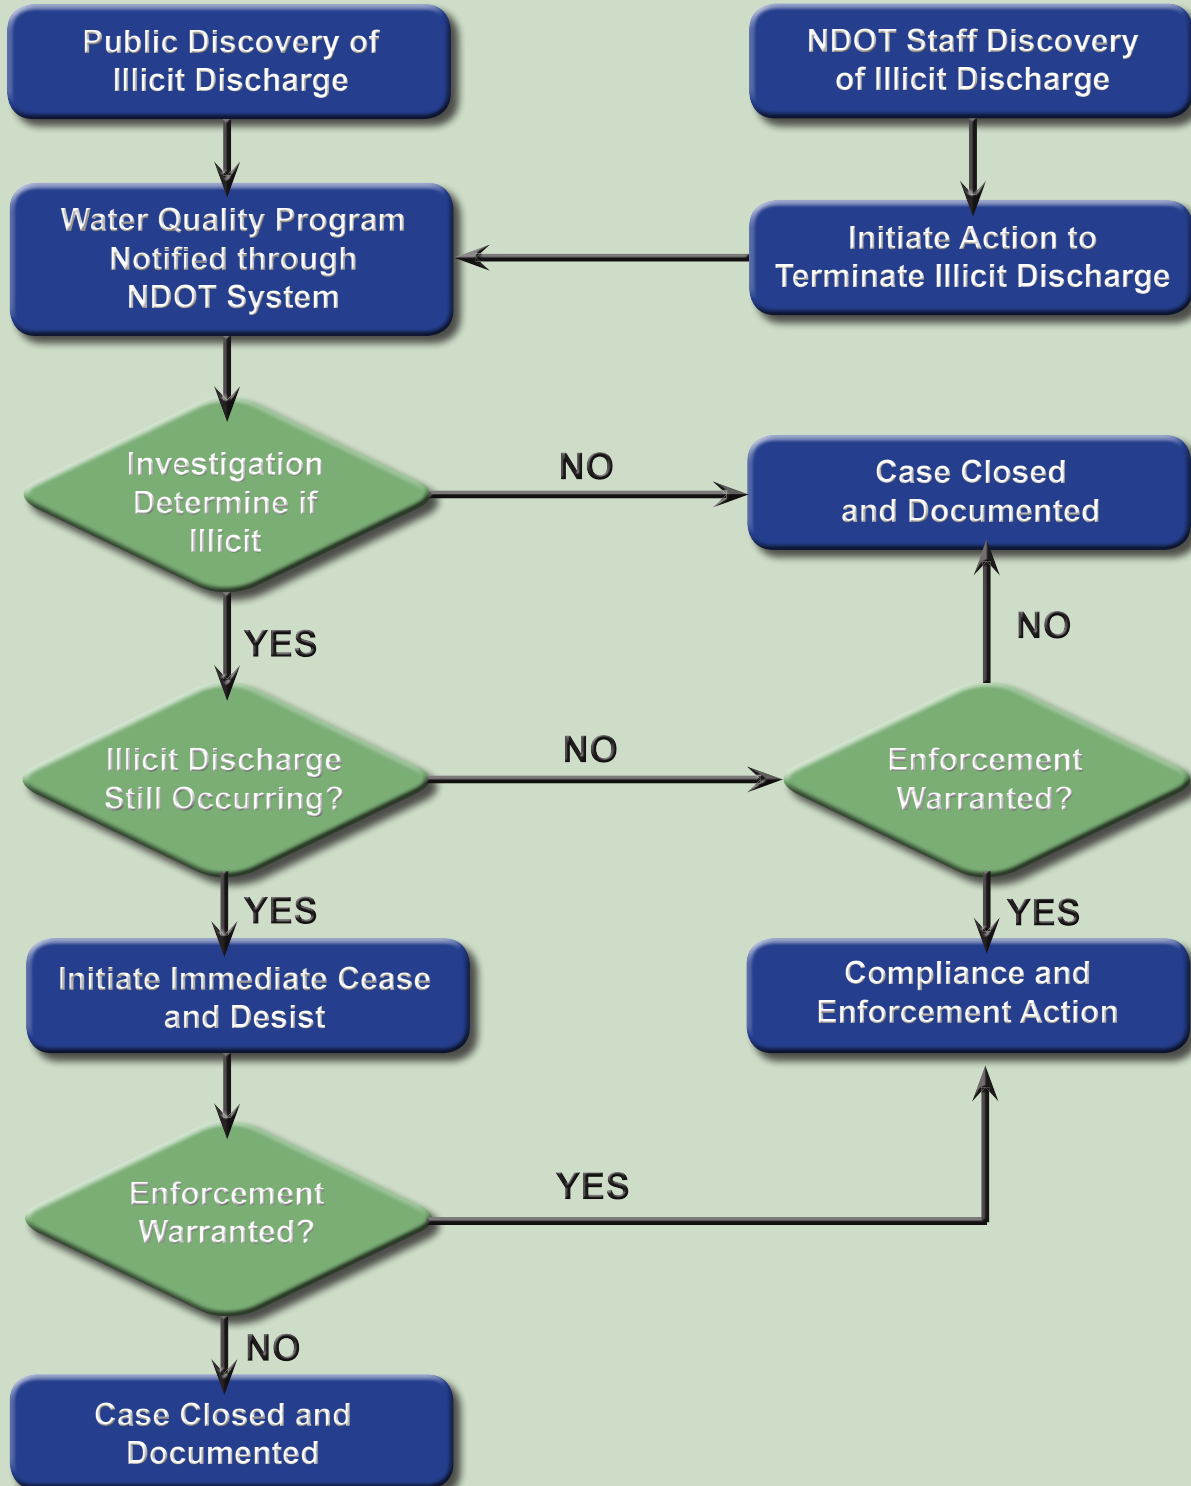 Public Discovery of
Illicit Discharge
NDOT Staff Discovery
of Illicit Discharge
Water Quality Program
Notified through
NDOT System
Initiate Action to
Terminate Illicit Discharge
Investigation
Determine if
Illicit
NO
Case Closed
and Documented
YES
NO
Illicit Discharge
Still Occurring?
NO
Enforcement
Warranted?
YES
YES
Initiate Immediate Cease
and Desist
Compliance and
Enforcement Action
Enforcement
Warranted?
YES
NO
Case Closed and
Documented